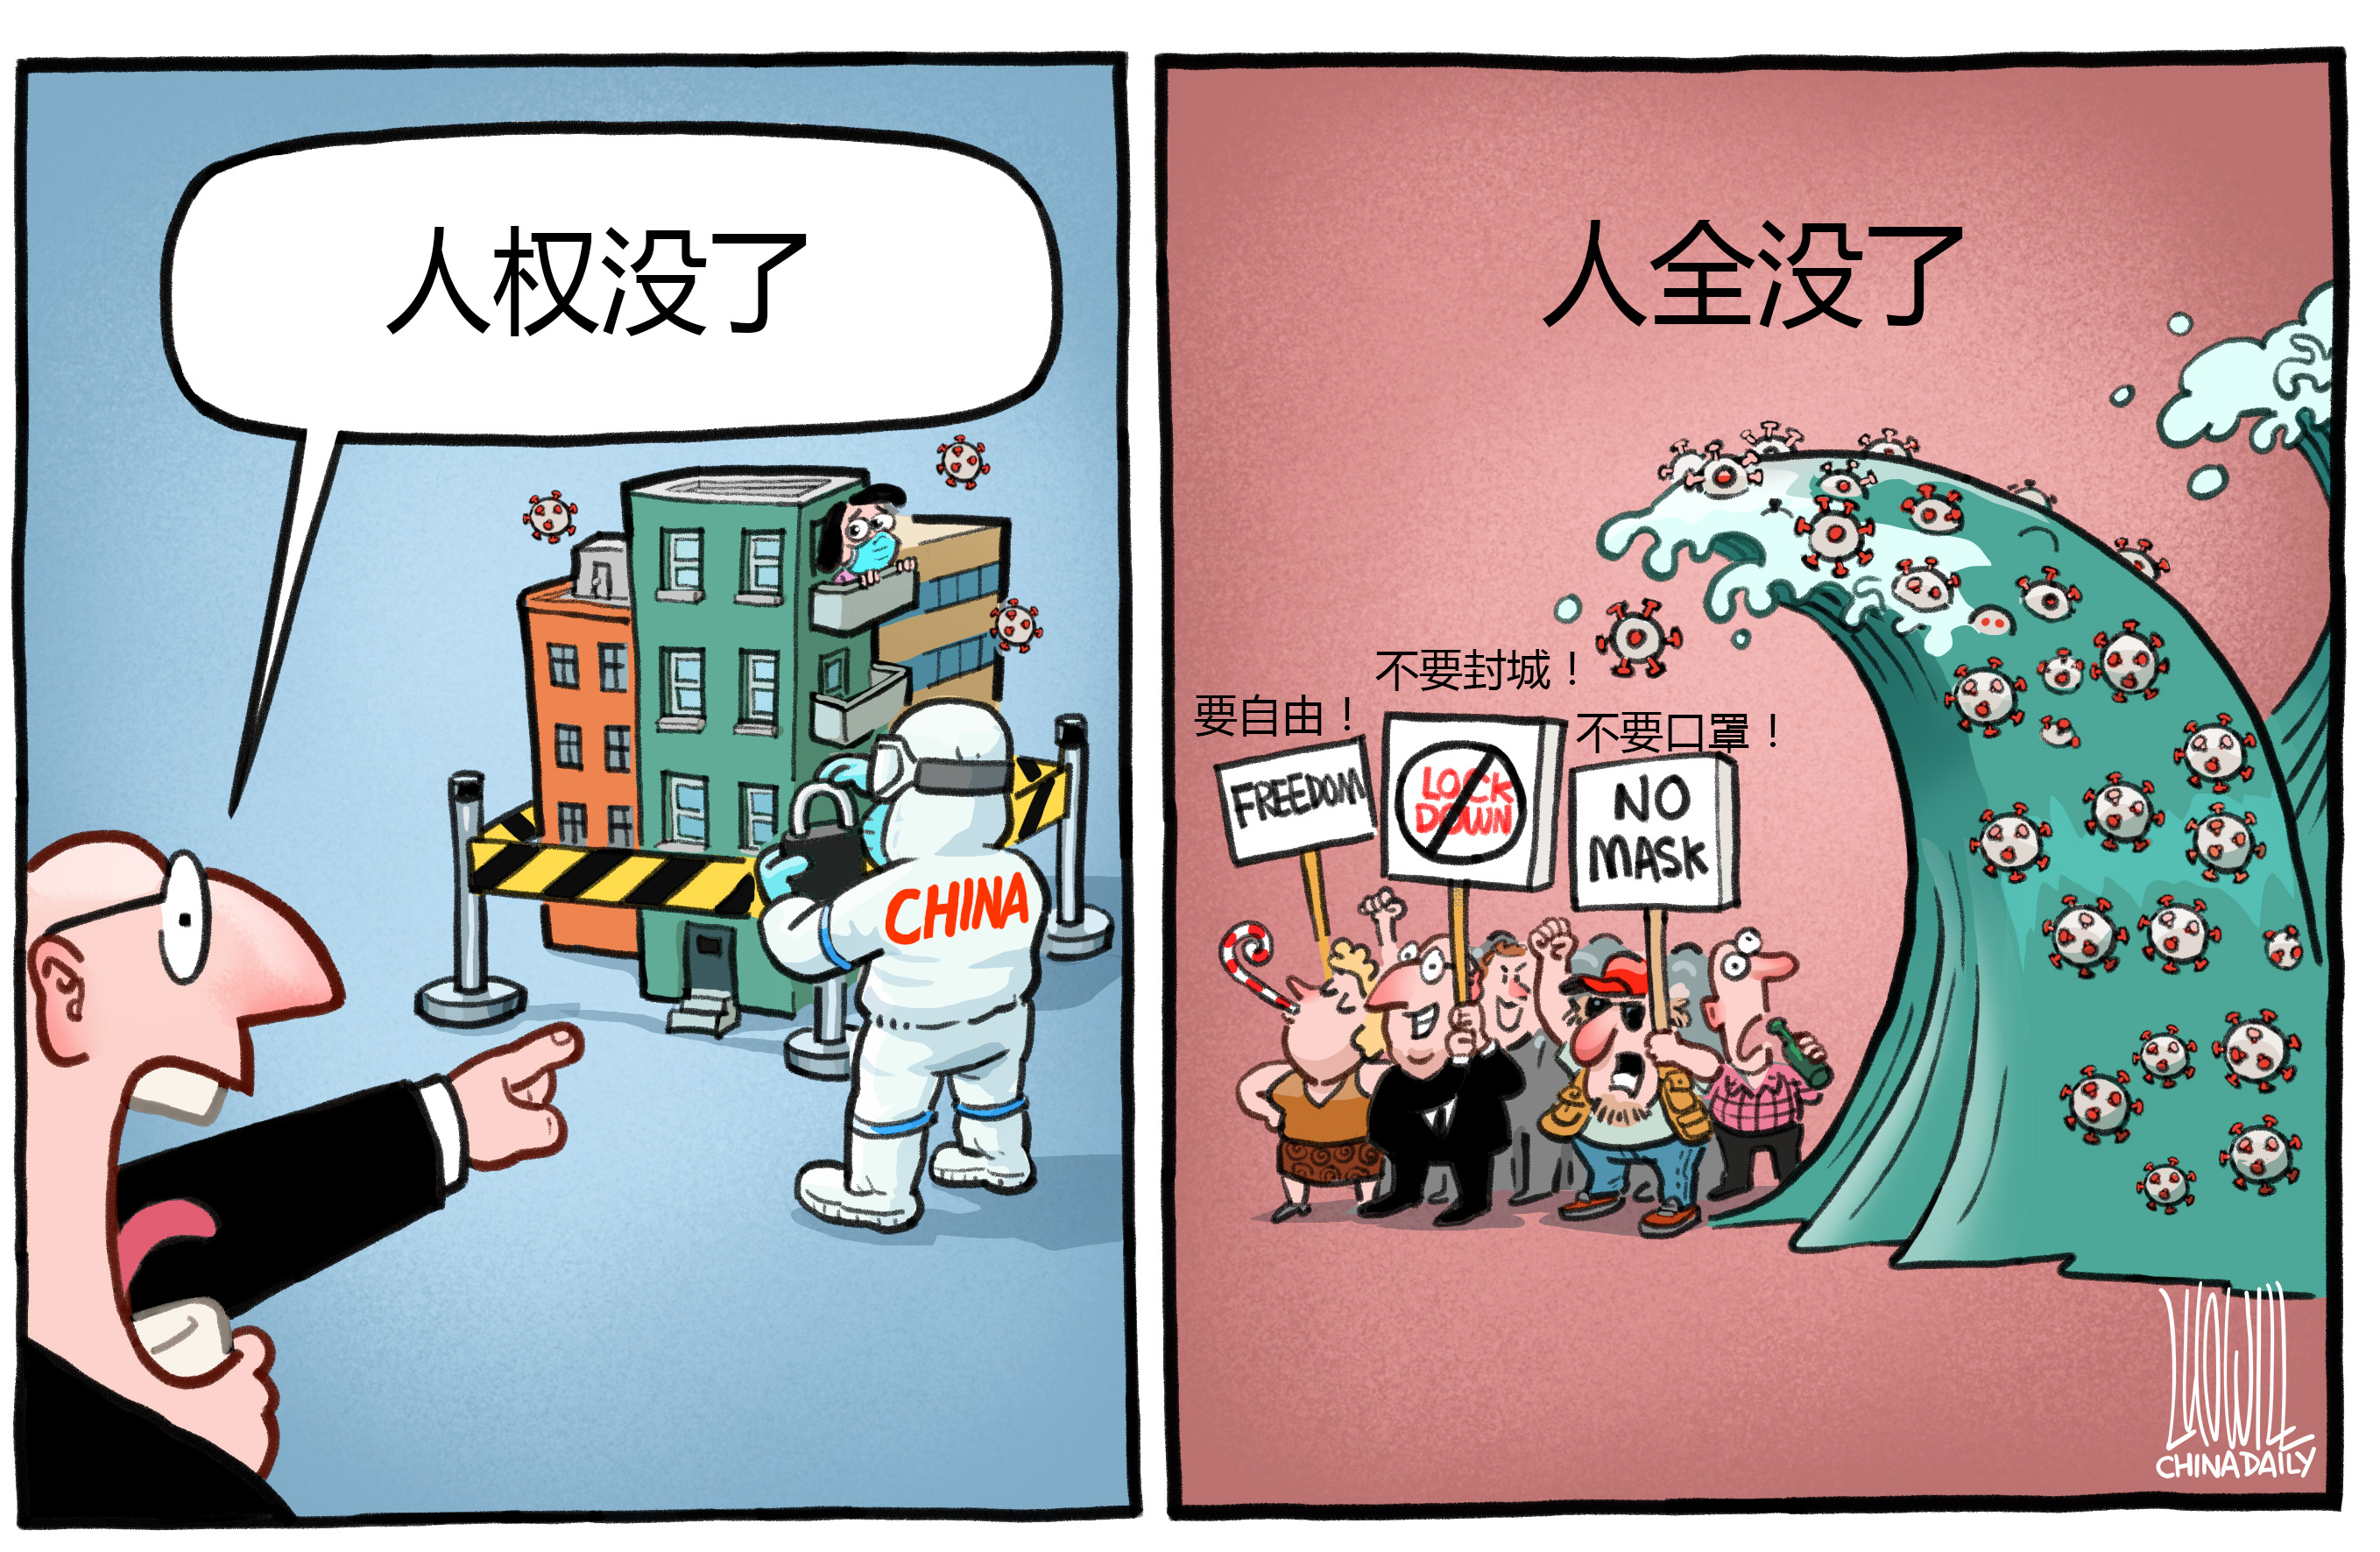 人权没了
CHINA
人全没了
要自由！
不要封城！
不要口罩！
FREEDOM
LOCK
DOWN
NO
MASK
LUOJIE
CHINADAILY